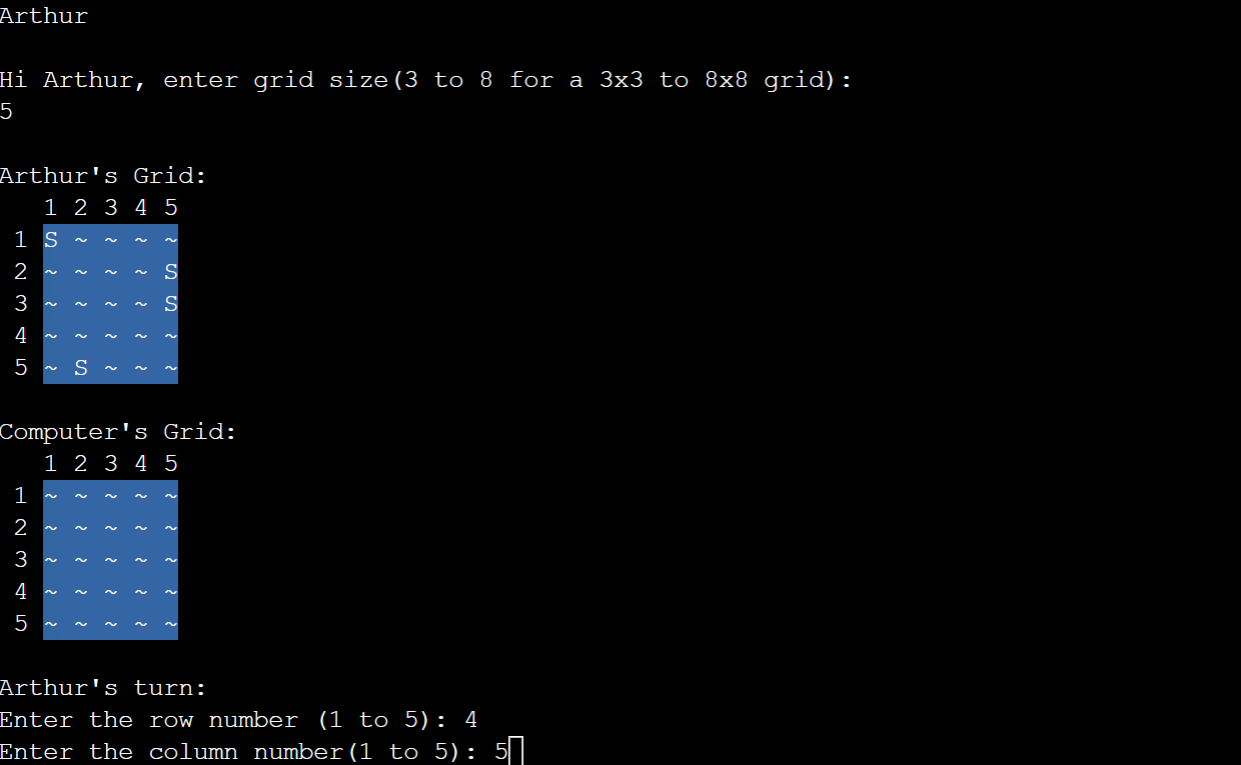 Arthur
Hi Arthur, enter grid size(3 to 8 for a 3x3 to 8x8 grid):
5
Arthur's Grid:
1 2 3 4 5
1 S ~ ~ ~ ~
2 ~ ~ ~ ~ S
3 ~ ~ ~ ~ S
4 ~ ~ ~ ~ ~
5 ~ S ~ ~ ~
Computer's Grid:
1 2 3 4 5
1 ~ ~ ~ ~ ~
2 ~ ~ ~ ~ ~
3 ~ ~ ~ ~ ~
4 ~ ~ ~ ~ ~
5 ~ ~ ~ ~ ~
Arthur's turn:
Enter the row number (1 to 5): 4
Enter the column number(1 to 5): 5